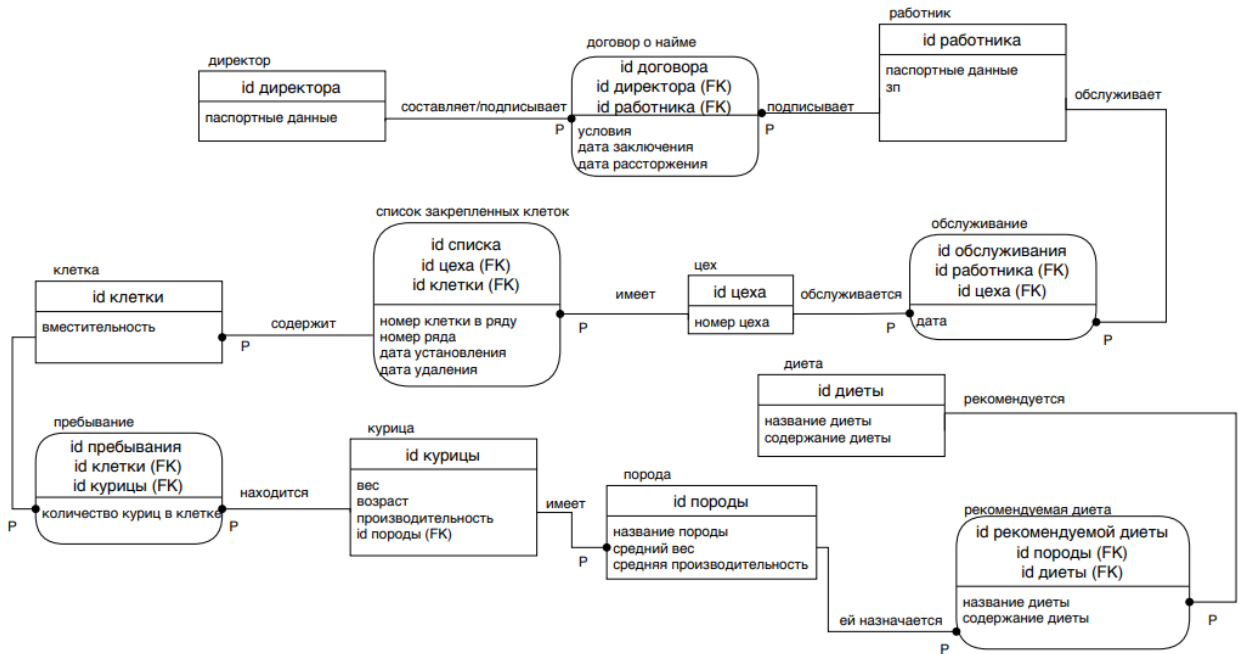 работник
id работника
паспортные данные
зп
договор о найме
id договора
id директора (FK)
id работника (FK)
условия
дата заключения
дата рассторжения
директор
id директора
паспортные данные
составляет/подписывает
P
подписывает
P
обслуживает
P
список закрепленных клеток
id списка
id цеха (FK)
id клетки (FK)
номер клетки в ряду
номер ряда
дата установления
дата удаления
обслуживание
id обслуживания
id работника (FK)
id цеха (FK)
дата
клетка
id клетки
вместительность
содержит
P
имеет
P
цех
id цеха
номер цеха
обслуживается
P
диета
id диеты
название диеты
содержание диеты
рекомендуется
P
пребывание
id пребывания
id клетки (FK)
id курицы (FK)
количество куриц в клетке
P
находится
P
курица
id курицы
вес
возраст
производительность
id породы (FK)
имеет
P
порода
id породы
название породы
средний вес
средняя производительность
рекомендуемая диета
id рекомендуемой диеты
id породы (FK)
id диеты (FK)
название диеты
содержание диеты
ей назначается
P